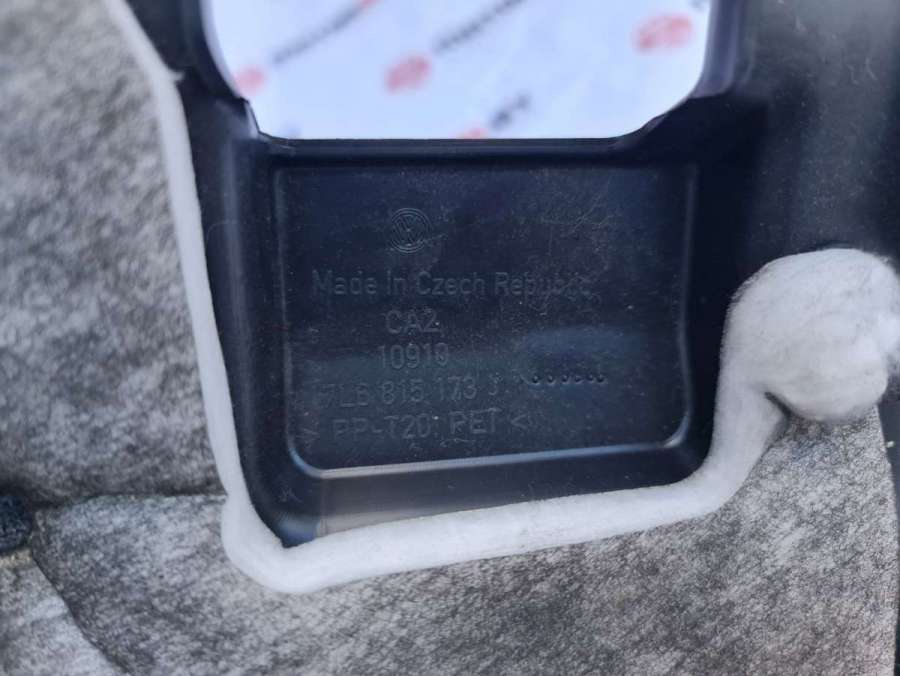 Made In Czech Republic
CA2
10910
7L6 815 173 J
PP-T20 PET <